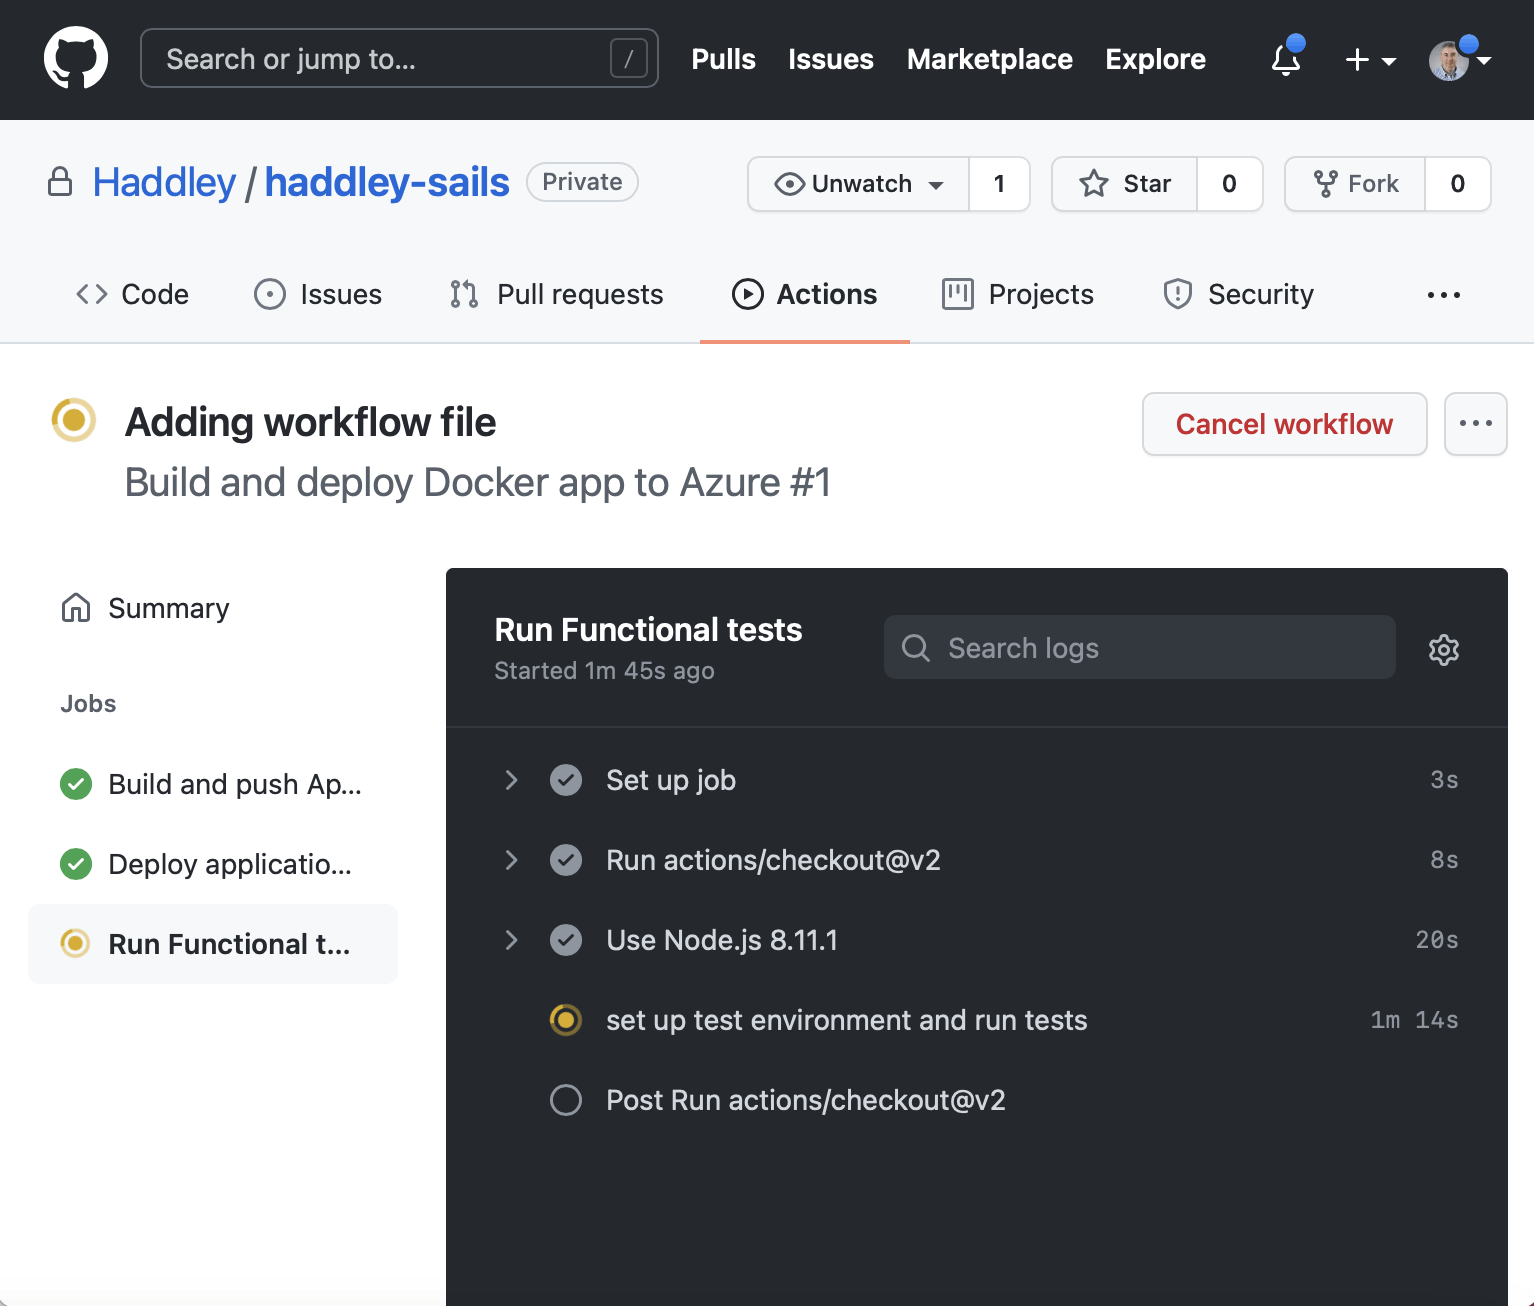 Search or jump to... /
Pulls Issues Marketplace Explore
Haddley / haddley-sails Private
Unwatch 1 Star 0 Fork 0
Code Issues Pull requests Actions Projects Security
Adding workflow file
Build and deploy Docker app to Azure #1
Cancel workflow
Summary
Jobs
Build and push Ap...
Deploy applicatio...
Run Functional t...
Run Functional tests
Started 1m 45s ago
Search logs
Set up job 3s
Run actions/checkout@v2 8s
Use Node.js 8.11.1 20s
set up test environment and run tests 1m 14s
Post Run actions/checkout@v2